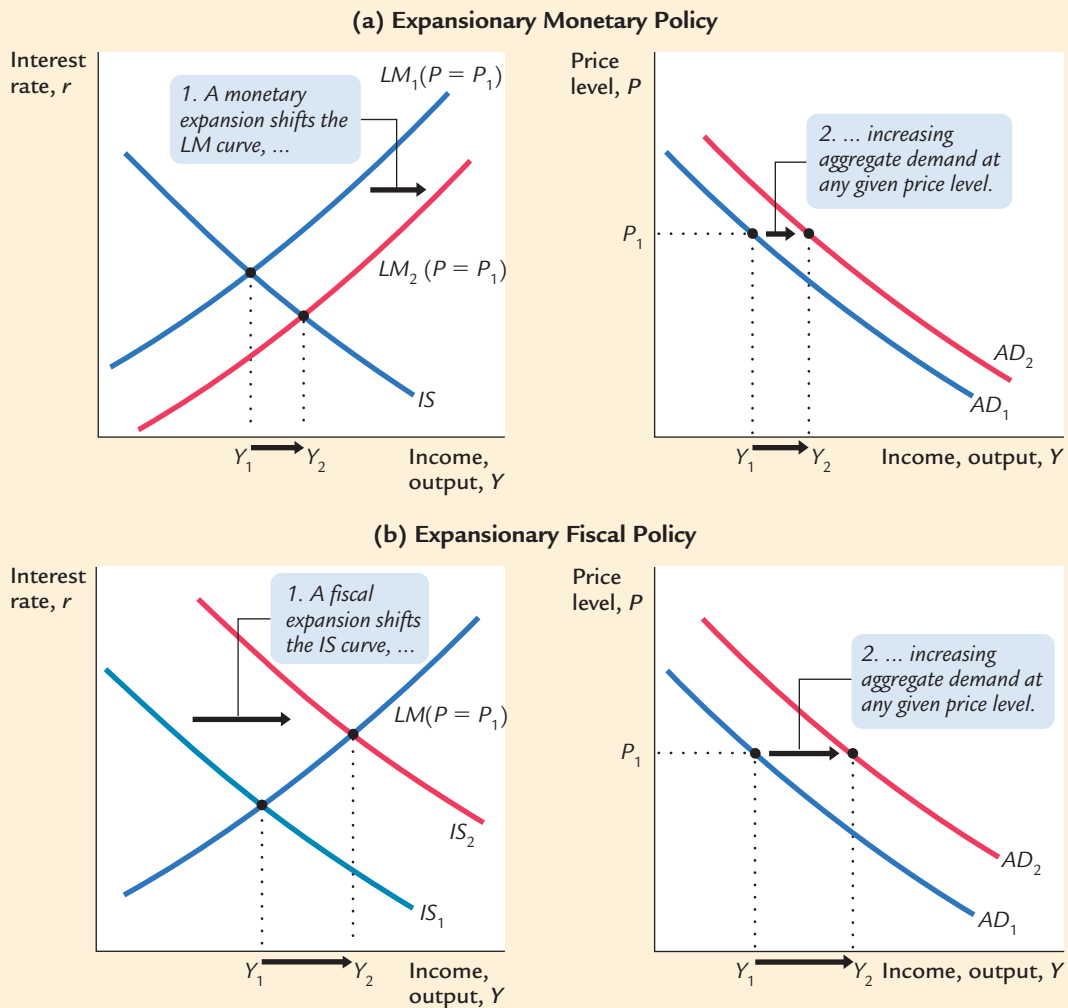 (a) Expansionary Monetary Policy
Interest
rate, r
1. A monetary
expansion shifts the
LM curve, ...
LM1(P = P1)
LM2 (P = P1)
IS
Y1
Y2
Income,
output, Y
Price
level, P
2. ... increasing
aggregate demand at
any given price level.
P1
AD2
AD1
Y1
Y2
Income, output, Y
(b) Expansionary Fiscal Policy
Interest
rate, r
1. A fiscal
expansion shifts
the IS curve, ...
LM(P = P1)
IS2
IS1
Y1
Y2
Income,
output, Y
Price
level, P
2. ... increasing
aggregate demand at
any given price level.
P1
AD2
AD1
Y1
Y2
Income, output, Y